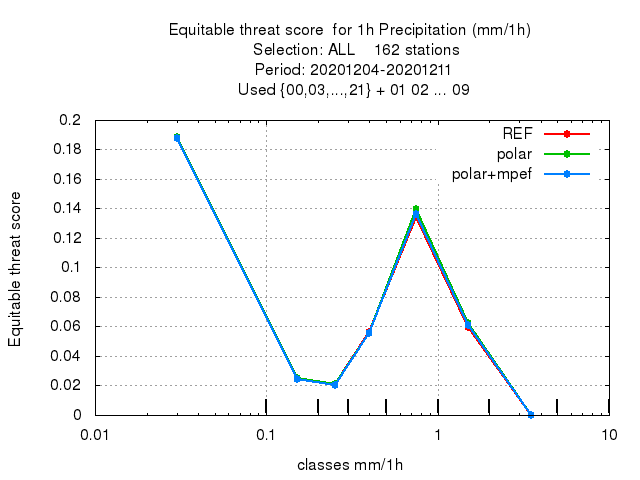 Equitable threat score  for 1h Precipitation (mm/1h)
Selection: ALL    162 stations
Period: 20201204-20201211
Used {00,03,...,21} + 01 02 ... 09
REF
polar
polar+mpef
Equitable threat score
0.2
0.18
0.16
0.14
0.12
0.1
0.08
0.06
0.04
0.02
0
0.01
0.1
1
10
classes mm/1h